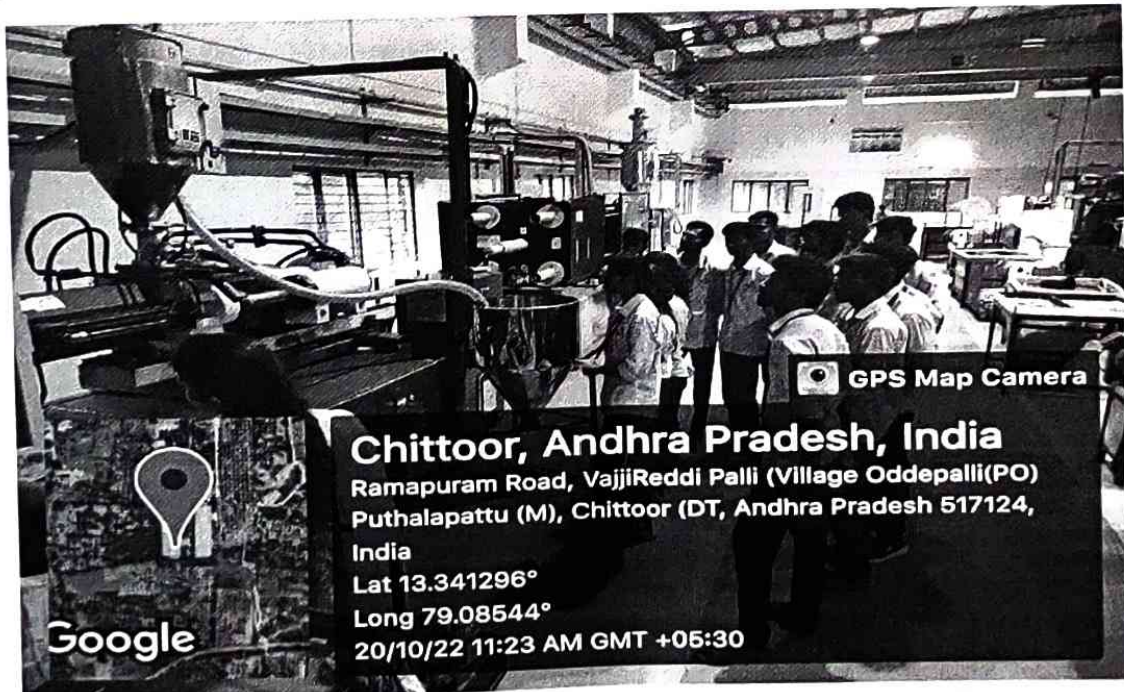 GPS Map Camera
Chittoor, Andhra Pradesh, India
Ramapuram Road, VajjiReddi Palli (Village Oddepalli(PO)
Puthalapattu (M), Chittoor (DT, Andhra Pradesh 517124,
India
Lat 13.341296°
Long 79.08544°
20/10/22 11:23 AM GMT +05:30
Google